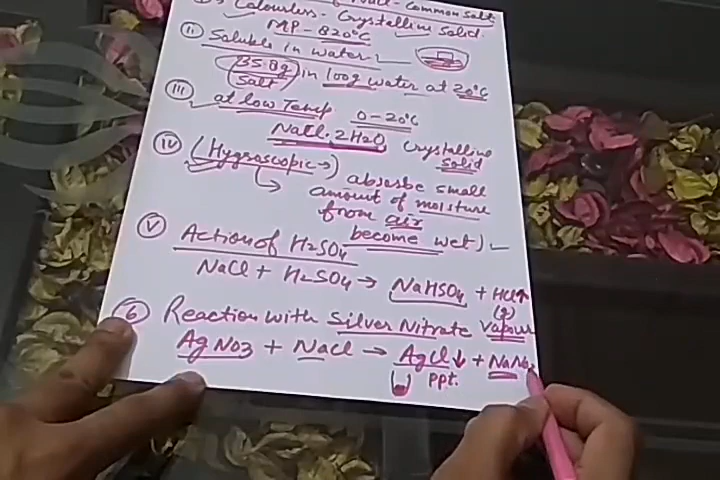 NaCl - Common Salt
Colourless - Crystalline Solid.
MP - 820°C
(ii) Soluble in water -
35.8g in 100g water at 20°C
Salt
(iii) at low Temp 0-20°C
NaCl.2H2O Crystalline
Solid
(iv) (Hygroscopic →)
absorbe small
amount of moisture
from air
become wet)
(v) Action of H2SO4
NaCl + H2SO4 → NaHSO4 + HCl↑
(g)
(6) Reaction with Silver Nitrate Vapour
AgNO3 + NaCl → AgCl↓ + NaNO3
ppt.